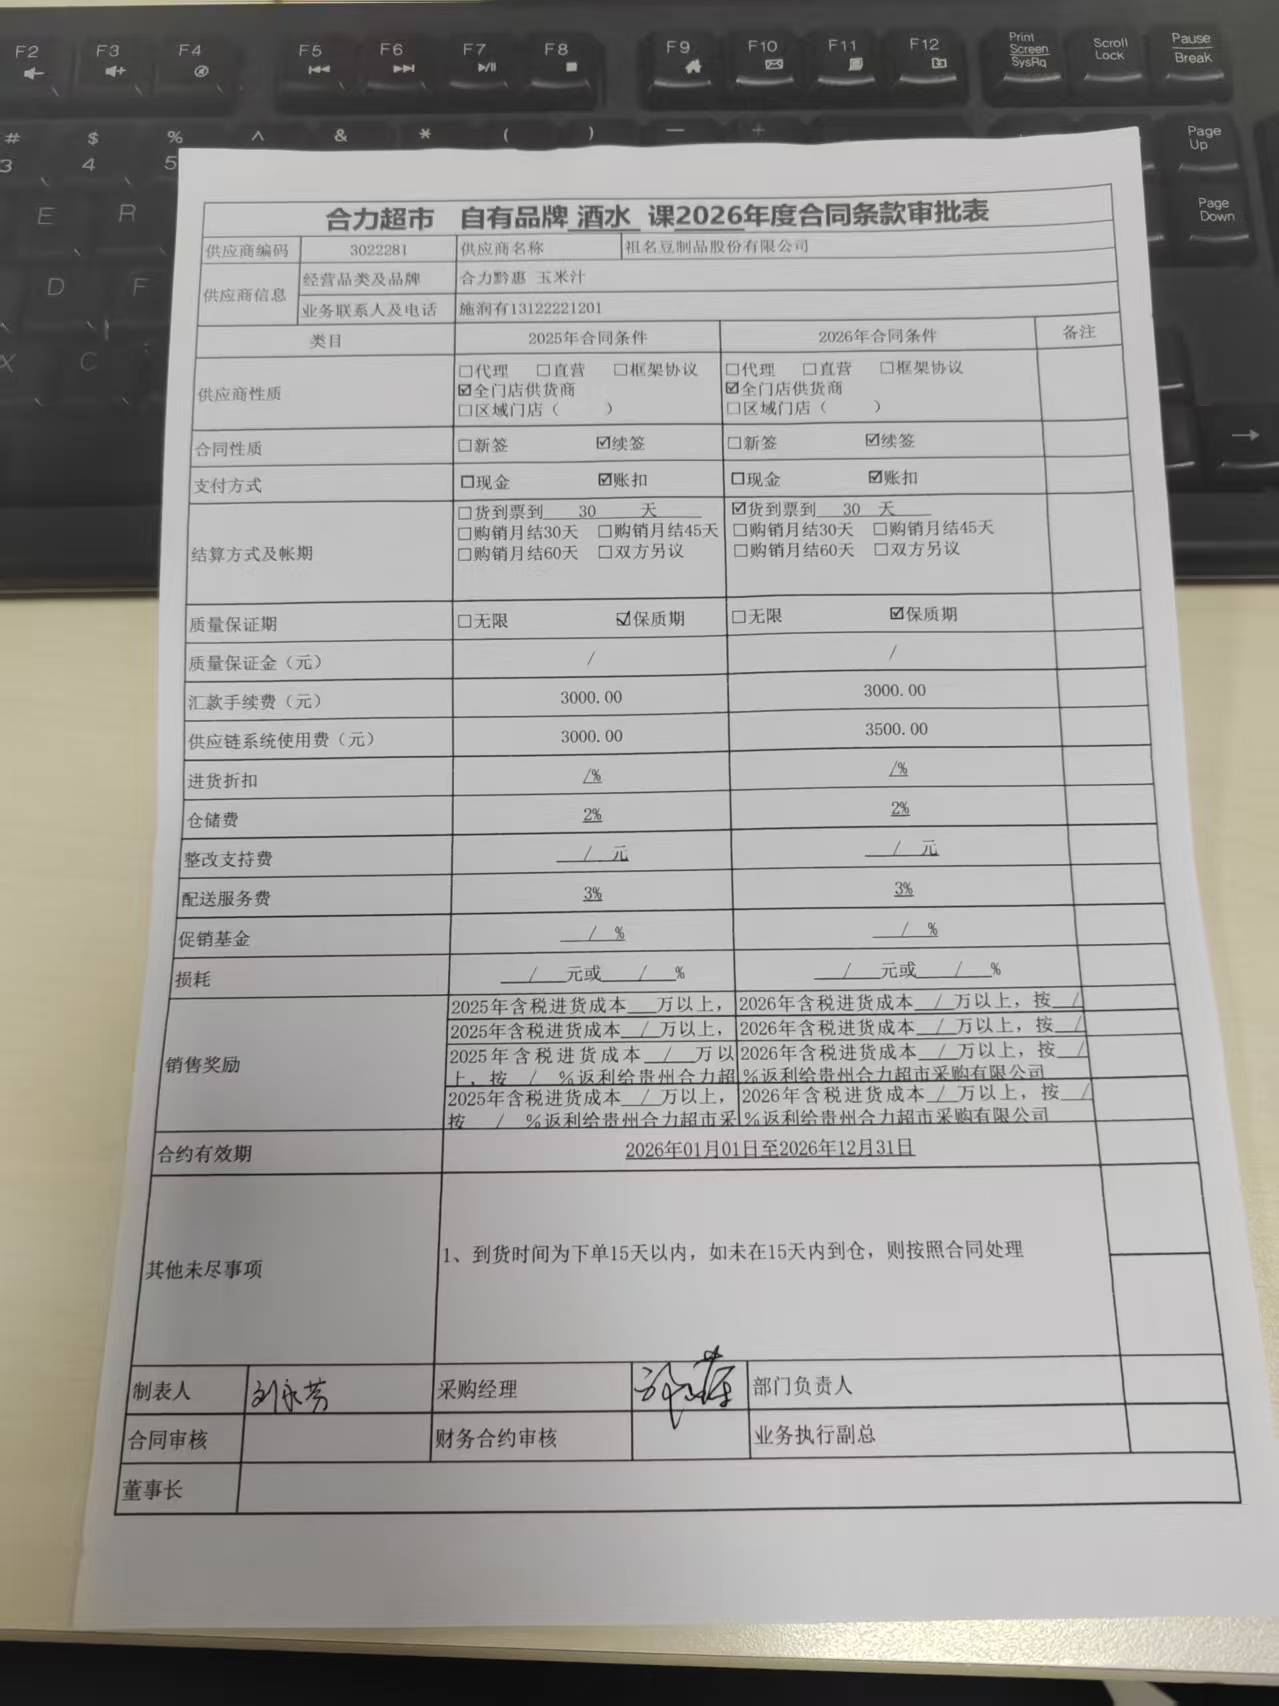 F2 F3 F4 F5 F6 F7 F8 F9 F10 F11 F12 Print Screen SysRq Scroll Lock Pause Break
# $ % ^ & * ( ) — +
3 4 5
Page Up
E R
Page Down
D F
X C
合力超市 自有品牌 酒水 课2026年度合同条款审批表
供应商编码 3022281 供应商名称 祖名豆制品股份有限公司
供应商信息 经营品类及品牌 合力黔惠 玉米汁
业务联系人及电话 施润有13122221201
类目 2025年合同条件 2026年合同条件 备注
供应商性质 ☐代理 ☐直营 ☐框架协议 ☐代理 ☐直营 ☐框架协议
☑全门店供货商 ☑全门店供货商
☐区域门店（ ） ☐区域门店（ ）
合同性质 ☐新签 ☑续签 ☐新签 ☑续签
支付方式 ☐现金 ☑账扣 ☐现金 ☑账扣
结算方式及帐期 ☐货到票到 30 天 ☑货到票到 30 天
☐购销月结30天 ☐购销月结45天 ☐购销月结30天 ☐购销月结45天
☐购销月结60天 ☐双方另议 ☐购销月结60天 ☐双方另议
质量保证期 ☐无限 ☑保质期 ☐无限 ☑保质期
质量保证金（元） / /
汇款手续费（元） 3000.00 3000.00
供应链系统使用费（元） 3000.00 3500.00
进货折扣 /% /%
仓储费 2% 2%
整改支持费 / 元 / 元
配送服务费 3% 3%
促销基金 / % / %
损耗 / 元或 / % / 元或 / %
销售奖励 2025年含税进货成本___万以上， 2026年含税进货成本 / 万以上，按 /
2025年含税进货成本 / 万以上， 2026年含税进货成本 / 万以上，按 /
2025年含税进货成本 / 万以 2026年含税进货成本 / 万以上，按 /
上，按 / %返利给贵州合力超 %返利给贵州合力超市采购有限公司
2025年含税进货成本 / 万以上， 2026年含税进货成本 / 万以上，按 /
按 / %返利给贵州合力超市采 %返利给贵州合力超市采购有限公司
合约有效期 2026年01月01日至2026年12月31日
其他未尽事项 1、到货时间为下单15天以内，如未在15天内到仓，则按照合同处理
制表人 刘永芳 采购经理 部门负责人
合同审核 财务合约审核 业务执行副总
董事长